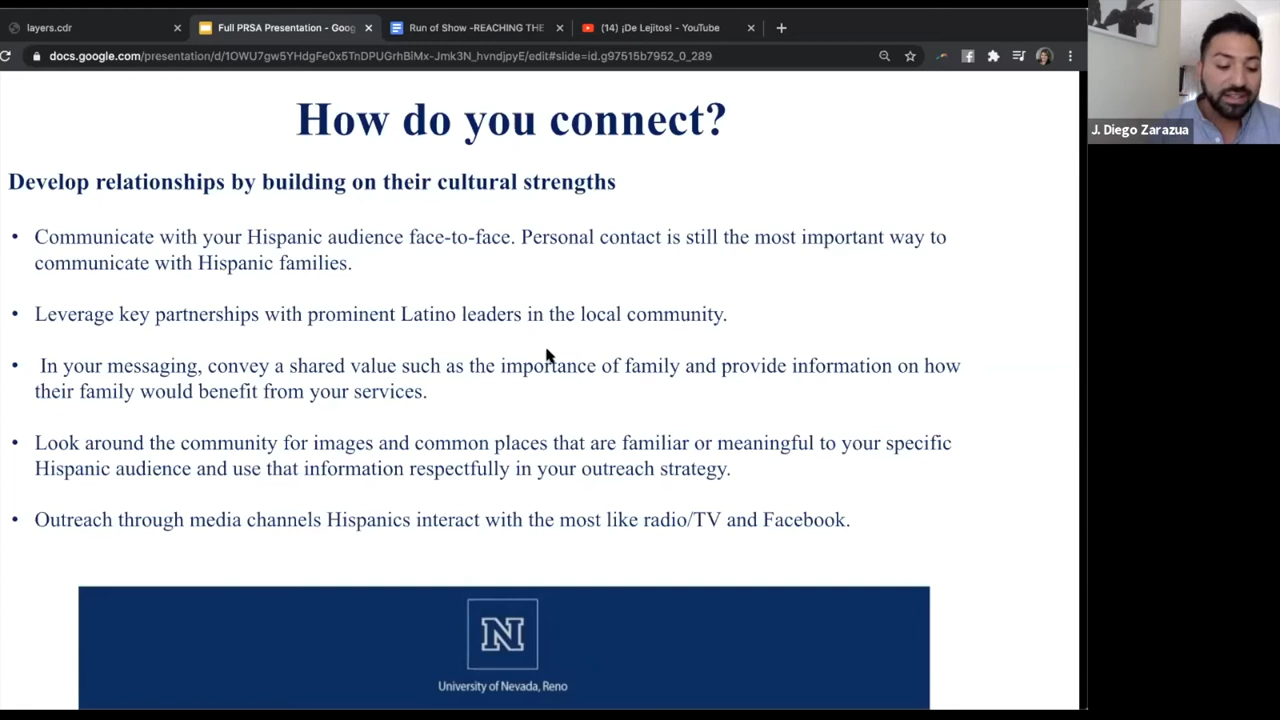 layers.cdr
Full PRSA Presentation - Goog
Run of Show -REACHING THE
(14) ¡De Lejitos! - YouTube
docs.google.com/presentation/d/1OWU7gw5YHdgFe0x5TnDPUGrhBiMx-Jmk3N_hvndjpyE/edit#slide=id.g97615b7952_0_289
J. Diego Zarazua
How do you connect?
Develop relationships by building on their cultural strengths
• Communicate with your Hispanic audience face-to-face. Personal contact is still the most important way to
communicate with Hispanic families.
• Leverage key partnerships with prominent Latino leaders in the local community.
• In your messaging, convey a shared value such as the importance of family and provide information on how
their family would benefit from your services.
• Look around the community for images and common places that are familiar or meaningful to your specific
Hispanic audience and use that information respectfully in your outreach strategy.
• Outreach through media channels Hispanics interact with the most like radio/TV and Facebook.
N
University of Nevada, Reno